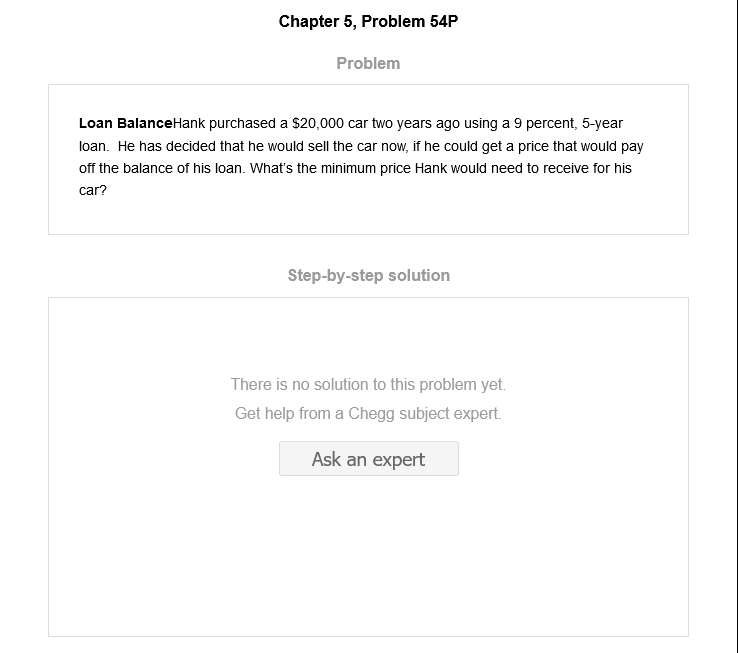 Chapter 5, Problem 54P
Problem
Loan BalanceHank purchased a $20,000 car two years ago using a 9 percent, 5-year
loan.  He has decided that he would sell the car now, if he could get a price that would pay
off the balance of his loan. What's the minimum price Hank would need to receive for his
car?
Step-by-step solution
There is no solution to this problem yet.
Get help from a Chegg subject expert.
Ask an expert